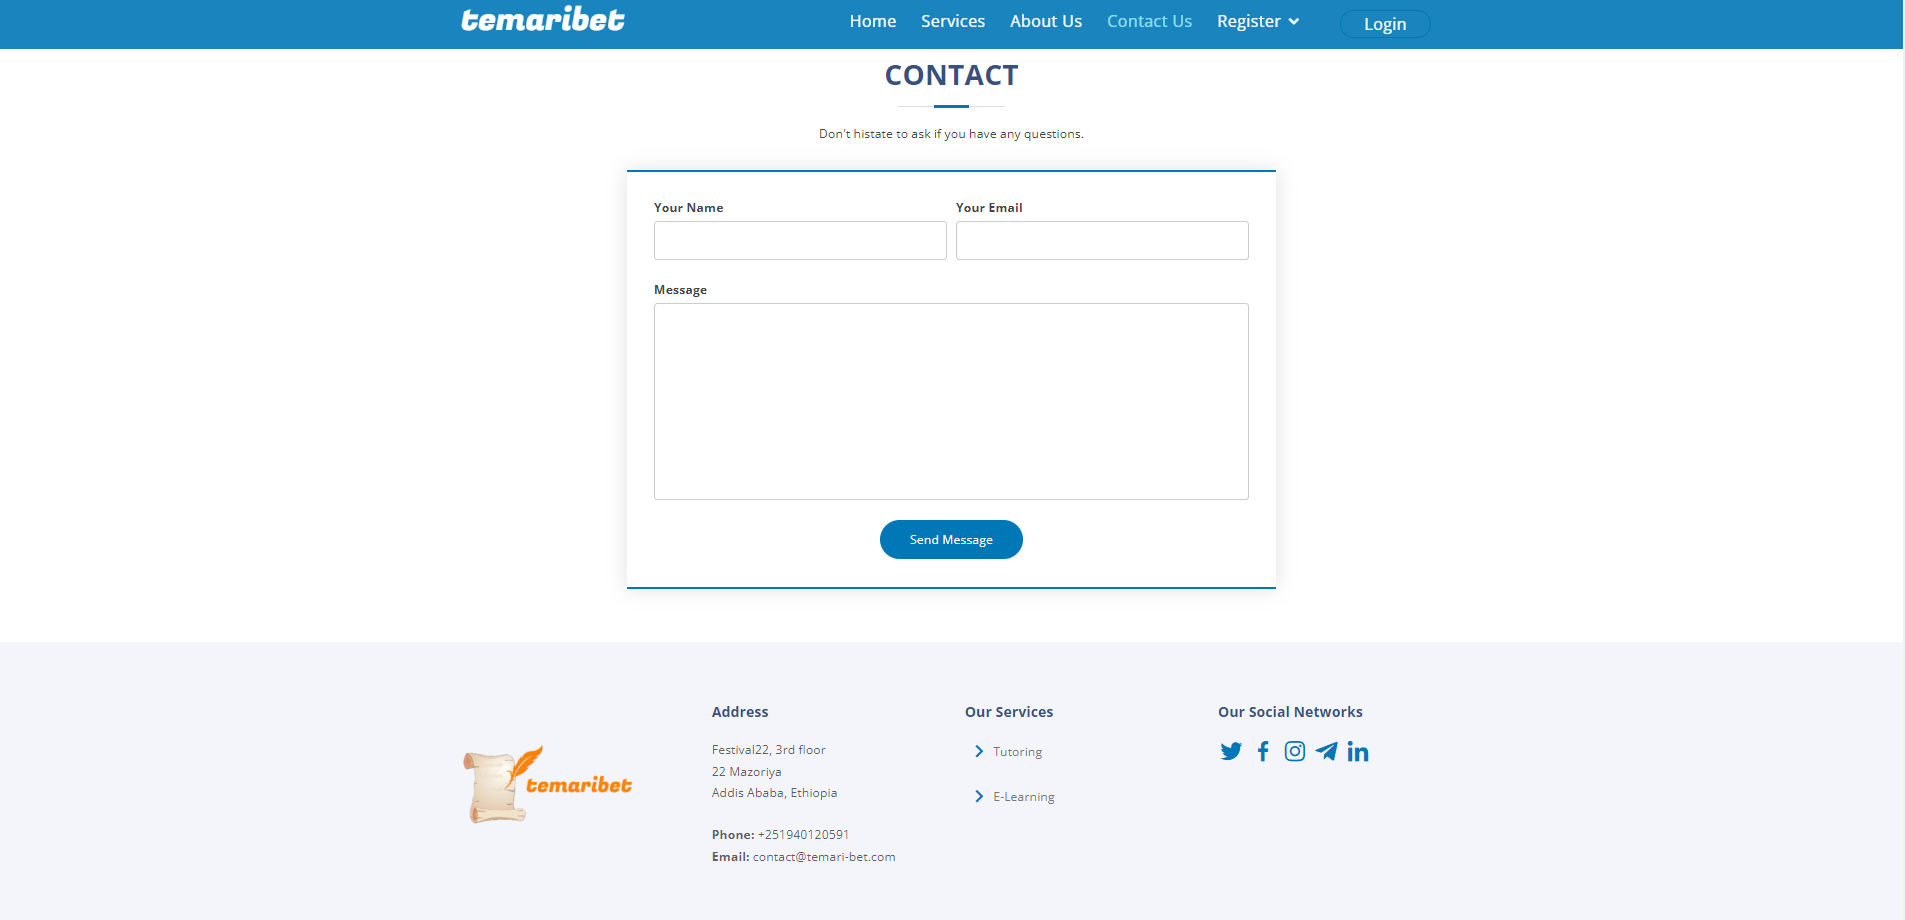 temaribet
Home Services About Us Contact Us Register Login
CONTACT
Don't histate to ask if you have any questions.
Your Name Your Email
Message
Send Message
temaribet
Address
Festival22, 3rd floor
22 Mazoriya
Addis Ababa, Ethiopia
Phone: +251940120591
Email: contact@temari-bet.com
Our Services
Tutoring
E-Learning
Our Social Networks